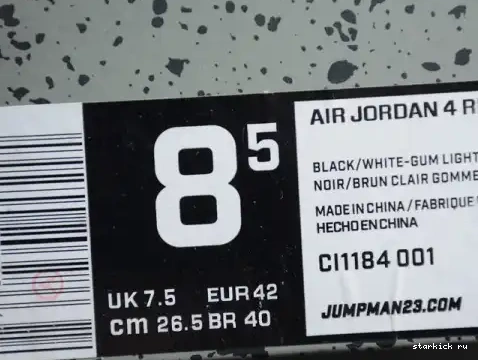 AIR JORDAN 4 R
8 5
BLACK/WHITE-GUM LIGHT
NOIR/BRUN CLAIR GOMME
MADE IN CHINA / FABRIQUE
HECHO EN CHINA
CI1184 001
UK 7.5 EUR 42
cm 26.5 BR 40
JUMPMAN23.COM
starkick.ru